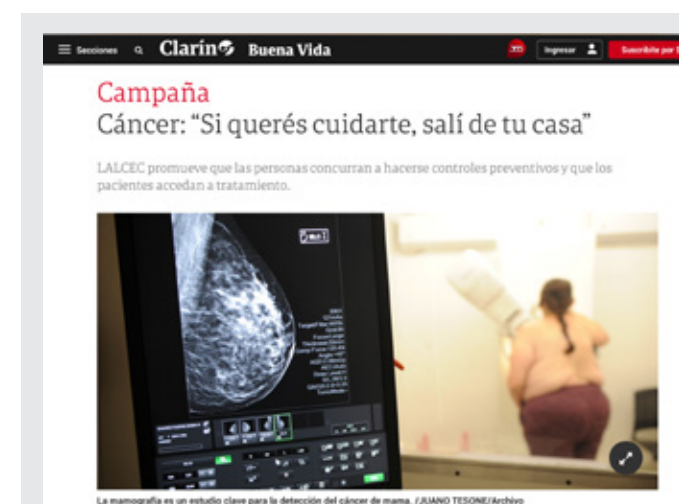 Secciones Clarín Buena Vida Ingresar Suscribite por
Campaña
Cáncer: “Si querés cuidarte, salí de tu casa”
LALCEC promueve que las personas concurran a hacerse controles preventivos y que los
pacientes accedan a tratamiento.
La mamografía es un estudio clave para la detección del cáncer de mama. /JUANO TESONE/Archivo